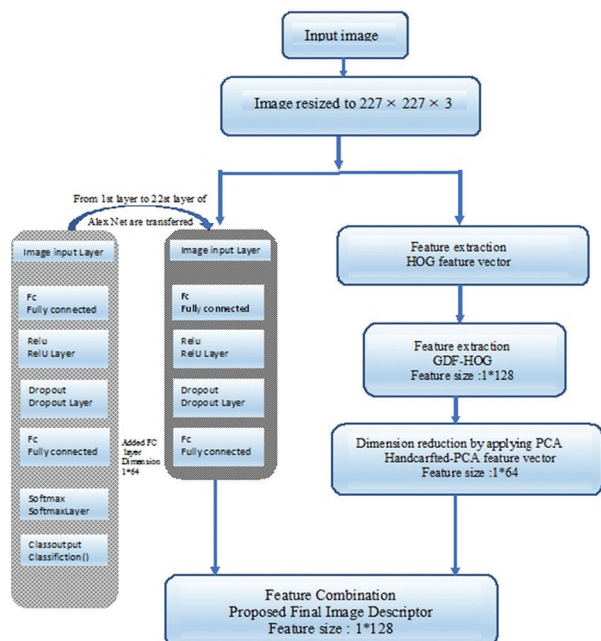 Input image
Image resized to 227 × 227 × 3
From 1st layer to 22st layer of
Alex Net are transferred
Image input Layer
Fc
Fully connected
Relu
RelU Layer
Dropout
Dropout Layer
Fc
Fully connected
Softmax
SoftmaxLayer
Classoutput
Classifiction()
Added FC
layer
Dimension
1*64
Image input Layer
Fc
Fully connected
Relu
RelU Layer
Dropout
Dropout Layer
Fc
Fully connected
Feature extraction
HOG feature vector
Feature extraction
GDF-HOG
Feature size :1*128
Dimension reduction by applying PCA
Handcarfted-PCA feature vector
Feature size :1*64
Feature Combination
Proposed Final Image Descriptor
Feature size : 1*128